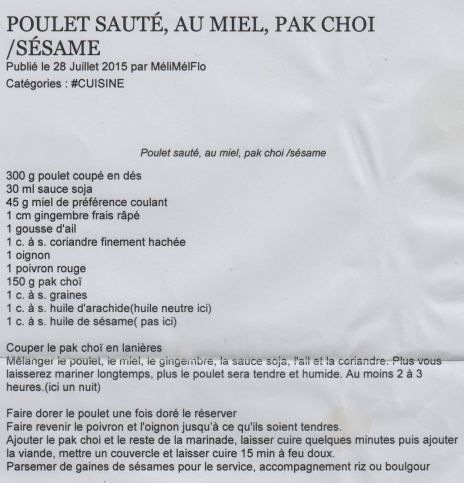 POULET SAUTÉ, AU MIEL, PAK CHOI
/SÉSAME
Publié le 28 Juillet 2015 par MéliMélFlo
Catégories : #CUISINE
Poulet sauté, au miel, pak choi /sésame
300 g poulet coupé en dés
30 ml sauce soja
45 g miel de préférence coulant
1 cm gingembre frais râpé
1 gousse d'ail
1 c. à s. coriandre finement hachée
1 oignon
1 poivron rouge
150 g pak choï
1 c. à s. graines
1 c. à s. huile d'arachide(huile neutre ici)
1 c. à s. huile de sésame( pas ici)
Couper le pak choï en lanières
Mélanger le poulet, le miel, le gingembre, la sauce soja, l'ail et la coriandre. Plus vous
laisserez mariner longtemps, plus le poulet sera tendre et humide. Au moins 2 à 3
heures.(ici un nuit)
Faire dorer le poulet une fois doré le réserver
Faire revenir le poivron et l'oignon jusqu'à ce qu'ils soient tendres.
Ajouter le pak choi et le reste de la marinade, laisser cuire quelques minutes puis ajouter
la viande, mettre un couvercle et laisser cuire 15 min à feu doux.
Parsemer de gaines de sésames pour le service, accompagnement riz ou boulgour